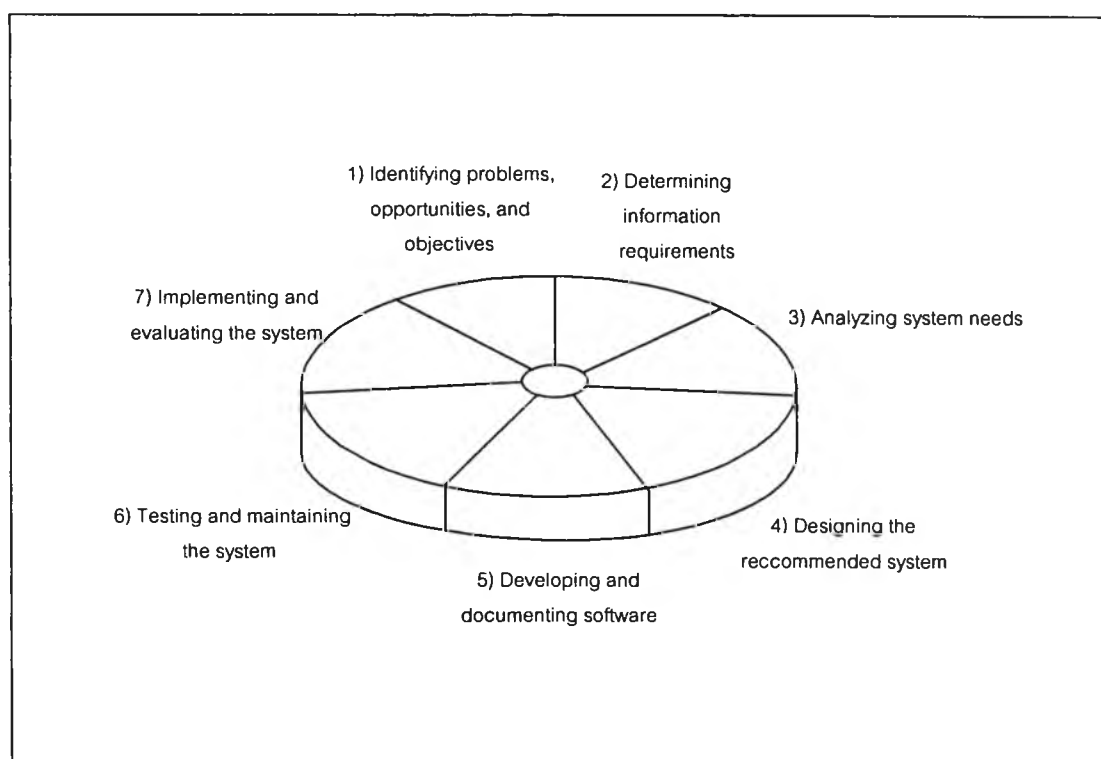 1) Identifying problems,
opportunities, and
objectives
2) Determining
information
requirements
3) Analyzing system needs
4) Designing the
reccommended system
5) Developing and
documenting software
6) Testing and maintaining
the system
7) Implementing and
evaluating the system